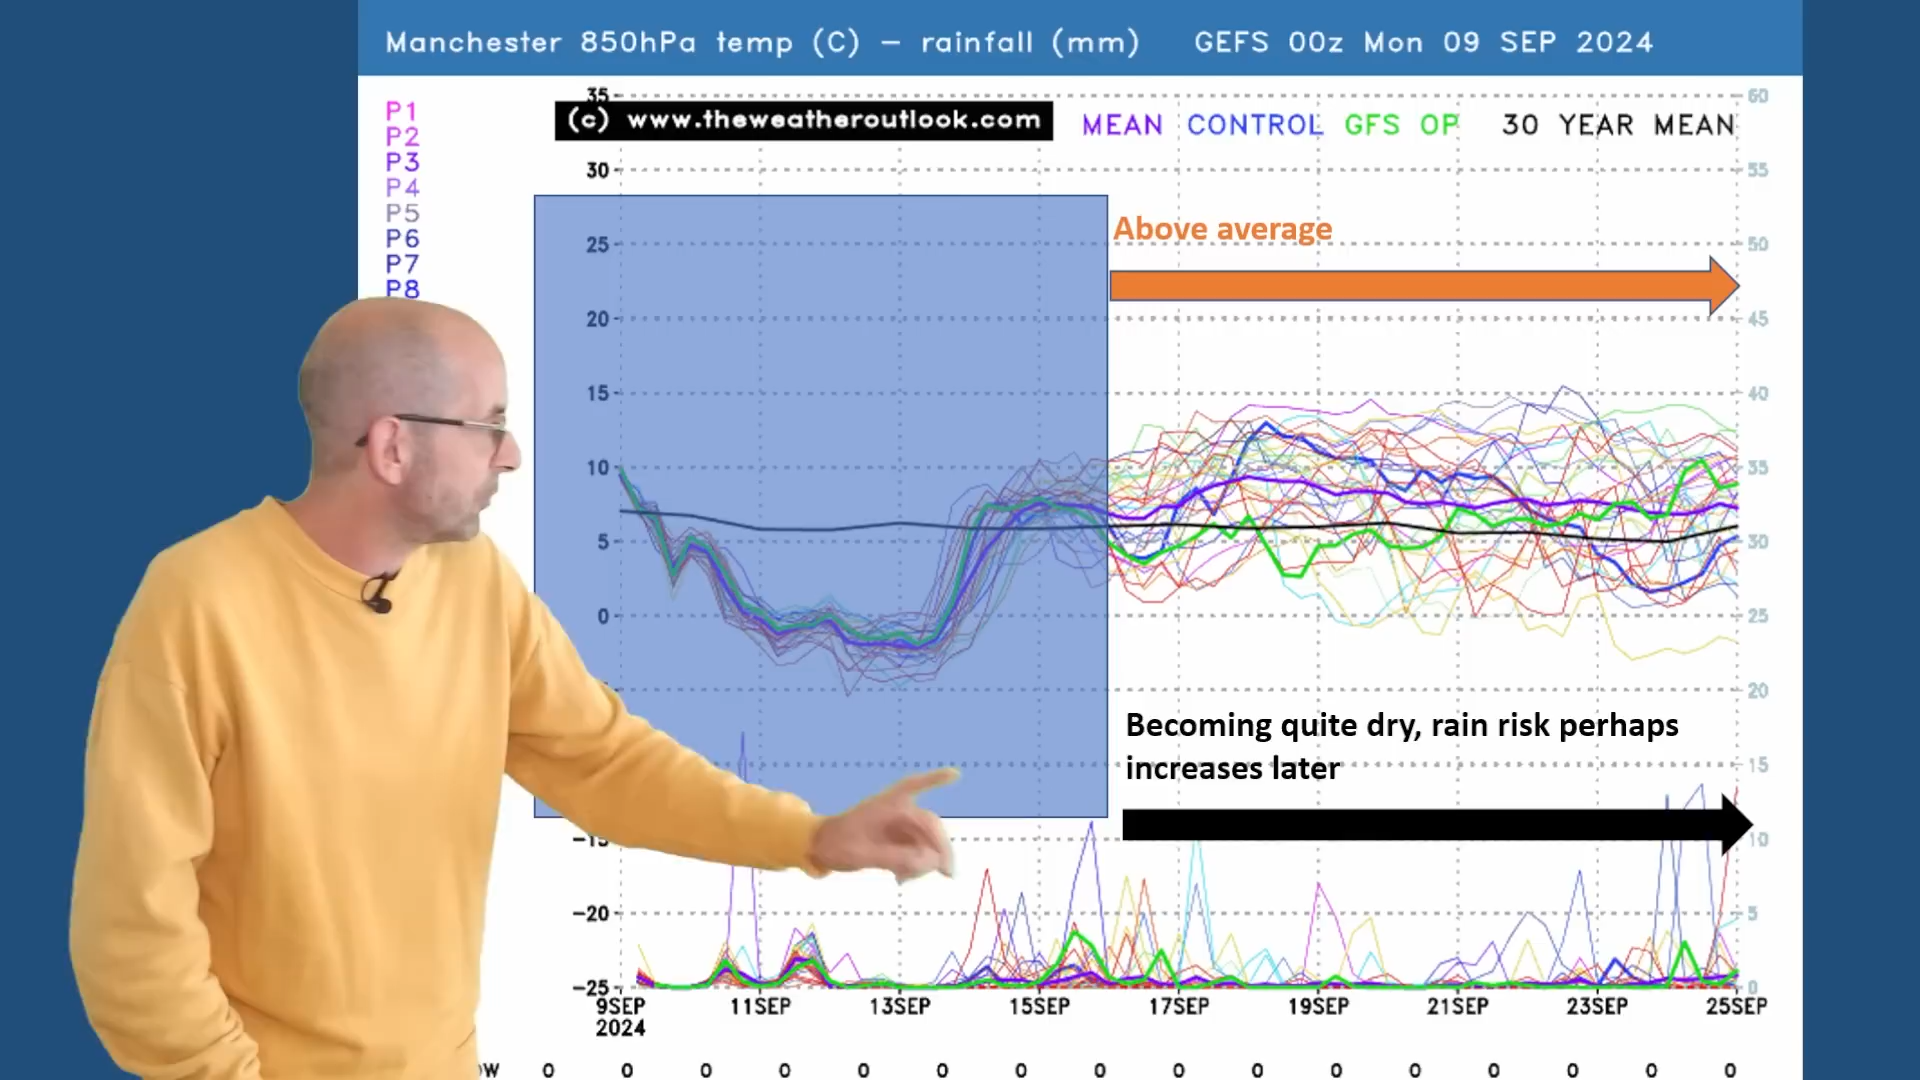 Manchester 850hPa temp (C) – rainfall (mm) GEFS 00z Mon 09 SEP 2024
(c) www.theweatheroutlook.com
MEAN CONTROL GFS OP 30 YEAR MEAN
P1
P2
P3
P4
P5
P6
P7
P8
35
30
25
20
15
10
5
0
-15
-20
-25
60
55
50
45
40
35
30
25
20
15
10
5
0
Above average
Becoming quite dry, rain risk perhaps
increases later
9SEP 11SEP 13SEP 15SEP 17SEP 19SEP 21SEP 23SEP 25SEP
2024
0 0 0 0 0 0 0 0 0 0 0 0 0 0 0 0